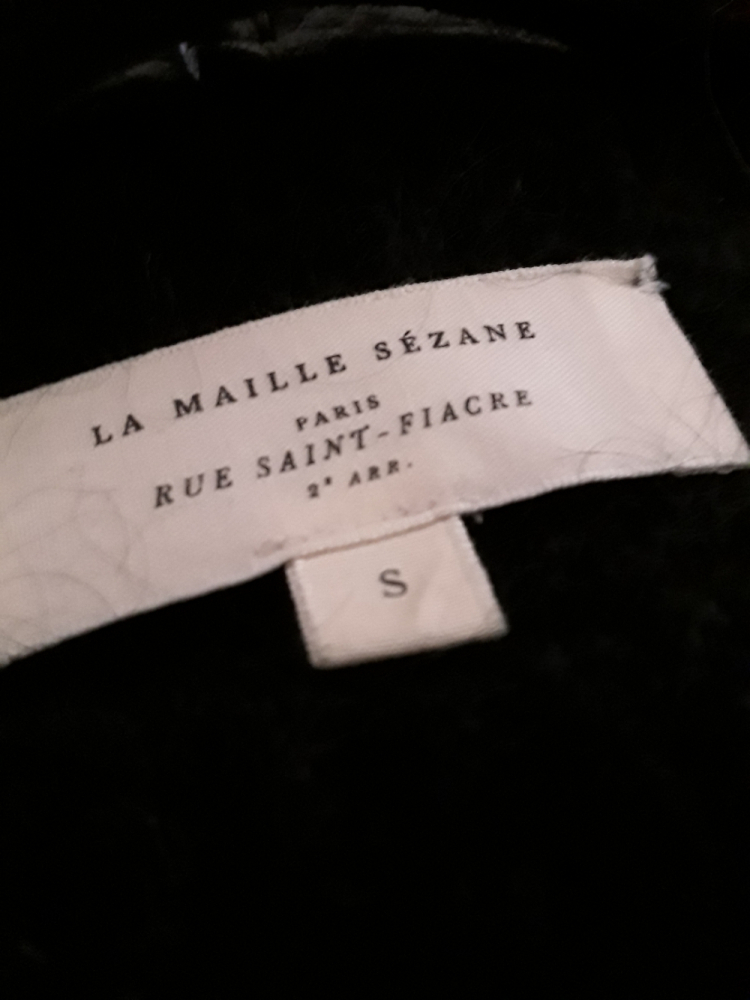 LA MAILLE SÉZANE
PARIS
RUE SAINT-FIACRE
2e ARR.
S